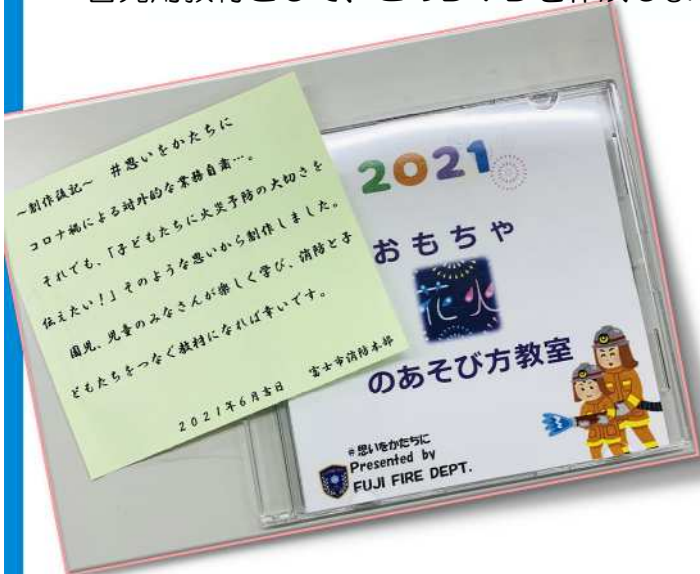 ～創作後記～　＃思いをかたちに
コロナ禍による対外的な業務自粛…。
それでも、「子どもたちに火災予防の大切さを
伝えたい！」そのような思いから創作しました。
園児、児童のみなさんが楽しく学び、消防と子
どもたちをつなぐ教材になれば幸いです。
2021年6月吉日　富士市消防本部
2021
おもちゃ
花火
のあそび方教室
＃思いをかたちに
Presented by
FUJI FIRE DEPT.